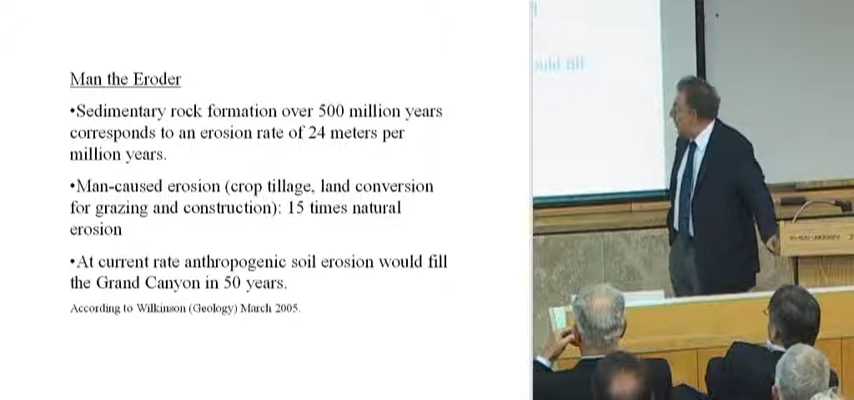 Man the Eroder
•Sedimentary rock formation over 500 million years
corresponds to an erosion rate of 24 meters per
million years.
•Man-caused erosion (crop tillage, land conversion
for grazing and construction): 15 times natural
erosion
•At current rate anthropogenic soil erosion would fill
the Grand Canyon in 50 years.
According to Wilkinson (Geology) March 2005.